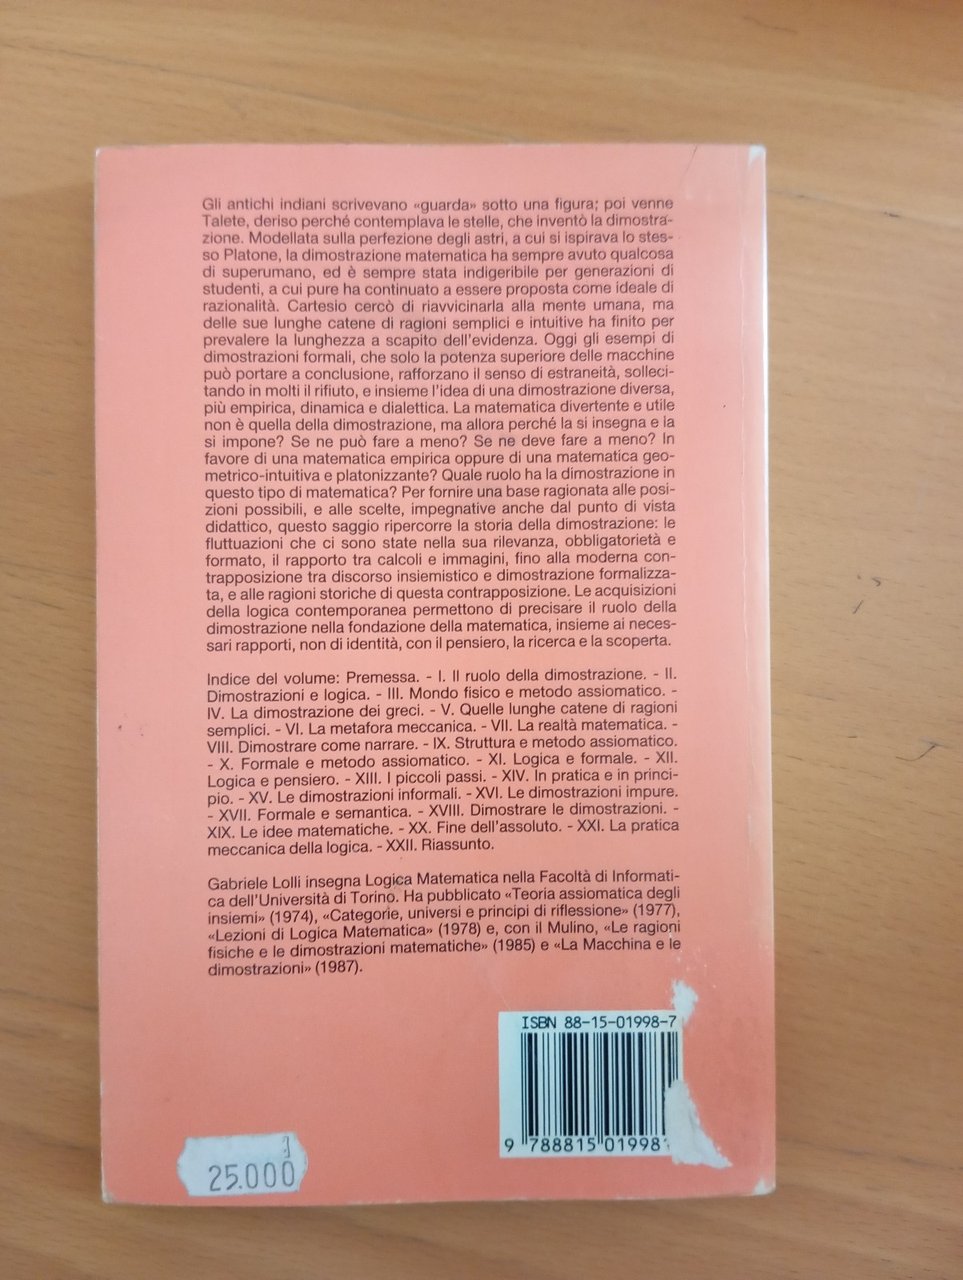 Gli antichi indiani scrivevano «guarda» sotto una figura; poi venne
Talete, deriso perché contemplava le stelle, che inventò la dimostra-
zione. Modellata sulla perfezione degli astri, a cui si ispirava lo stes-
so Platone, la dimostrazione matematica ha sempre avuto qualcosa
di superumano, ed è sempre stata indigeribile per generazioni di
studenti, a cui pure ha continuato a essere proposta come ideale di
razionalità. Cartesio cercò di riavvicinarla alla mente umana, ma
delle sue lunghe catene di ragioni semplici e intuitive ha finito per
prevalere la lunghezza a scapito dell'evidenza. Oggi gli esempi di
dimostrazioni formali, che solo la potenza superiore delle macchine
può portare a conclusione, rafforzano il senso di estraneità, solleci-
tando in molti il rifiuto, e insieme l'idea di una dimostrazione diversa,
più empirica, dinamica e dialettica. La matematica divertente e utile
non è quella della dimostrazione, ma allora perché la si insegna e la
si impone? Se ne può fare a meno? Se ne deve fare a meno? In
favore di una matematica empirica oppure di una matematica geo-
metrico-intuitiva e platonizzante? Quale ruolo ha la dimostrazione in
questo tipo di matematica? Per fornire una base ragionata alle posi-
zioni possibili, e alle scelte, impegnative anche dal punto di vista
didattico, questo saggio ripercorre la storia della dimostrazione: le
fluttuazioni che ci sono state nella sua rilevanza, obbligatorietà e
formato, il rapporto tra calcoli e immagini, fino alla moderna con-
trapposizione tra discorso insiemistico e dimostrazione formalizza-
ta, e alle ragioni storiche di questa contrapposizione. Le acquisizioni
della logica contemporanea permettono di precisare il ruolo della
dimostrazione nella fondazione della matematica, insieme ai neces-
sari rapporti, non di identità, con il pensiero, la ricerca e la scoperta.
Indice del volume: Premessa. - I. Il ruolo della dimostrazione. - II.
Dimostrazioni e logica. - III. Mondo fisico e metodo assiomatico. -
IV. La dimostrazione dei greci. - V. Quelle lunghe catene di ragioni
semplici. - VI. La metafora meccanica. - VII. La realtà matematica. -
VIII. Dimostrare come narrare. - IX. Struttura e metodo assiomatico.
- X. Formale e metodo assiomatico. - XI. Logica e formale. - XII.
Logica e pensiero. - XIII. I piccoli passi. - XIV. In pratica e in princi-
pio. - XV. Le dimostrazioni informali. - XVI. Le dimostrazioni impure.
- XVII. Formale e semantica. - XVIII. Dimostrare le dimostrazioni. -
XIX. Le idee matematiche. - XX. Fine dell'assoluto. - XXI. La pratica
meccanica della logica. - XXII. Riassunto.
Gabriele Lolli insegna Logica Matematica nella Facoltà di Informati-
ca dell'Università di Torino. Ha pubblicato «Teoria assiomatica degli
insiemi» (1974), «Categorie, universi e principi di riflessione» (1977),
«Lezioni di Logica Matematica» (1978) e, con il Mulino, «Le ragioni
fisiche e le dimostrazioni matematiche» (1985) e «La Macchina e le
dimostrazioni» (1987).
ISBN 88-15-01998-7
9 788815 01998
25.000